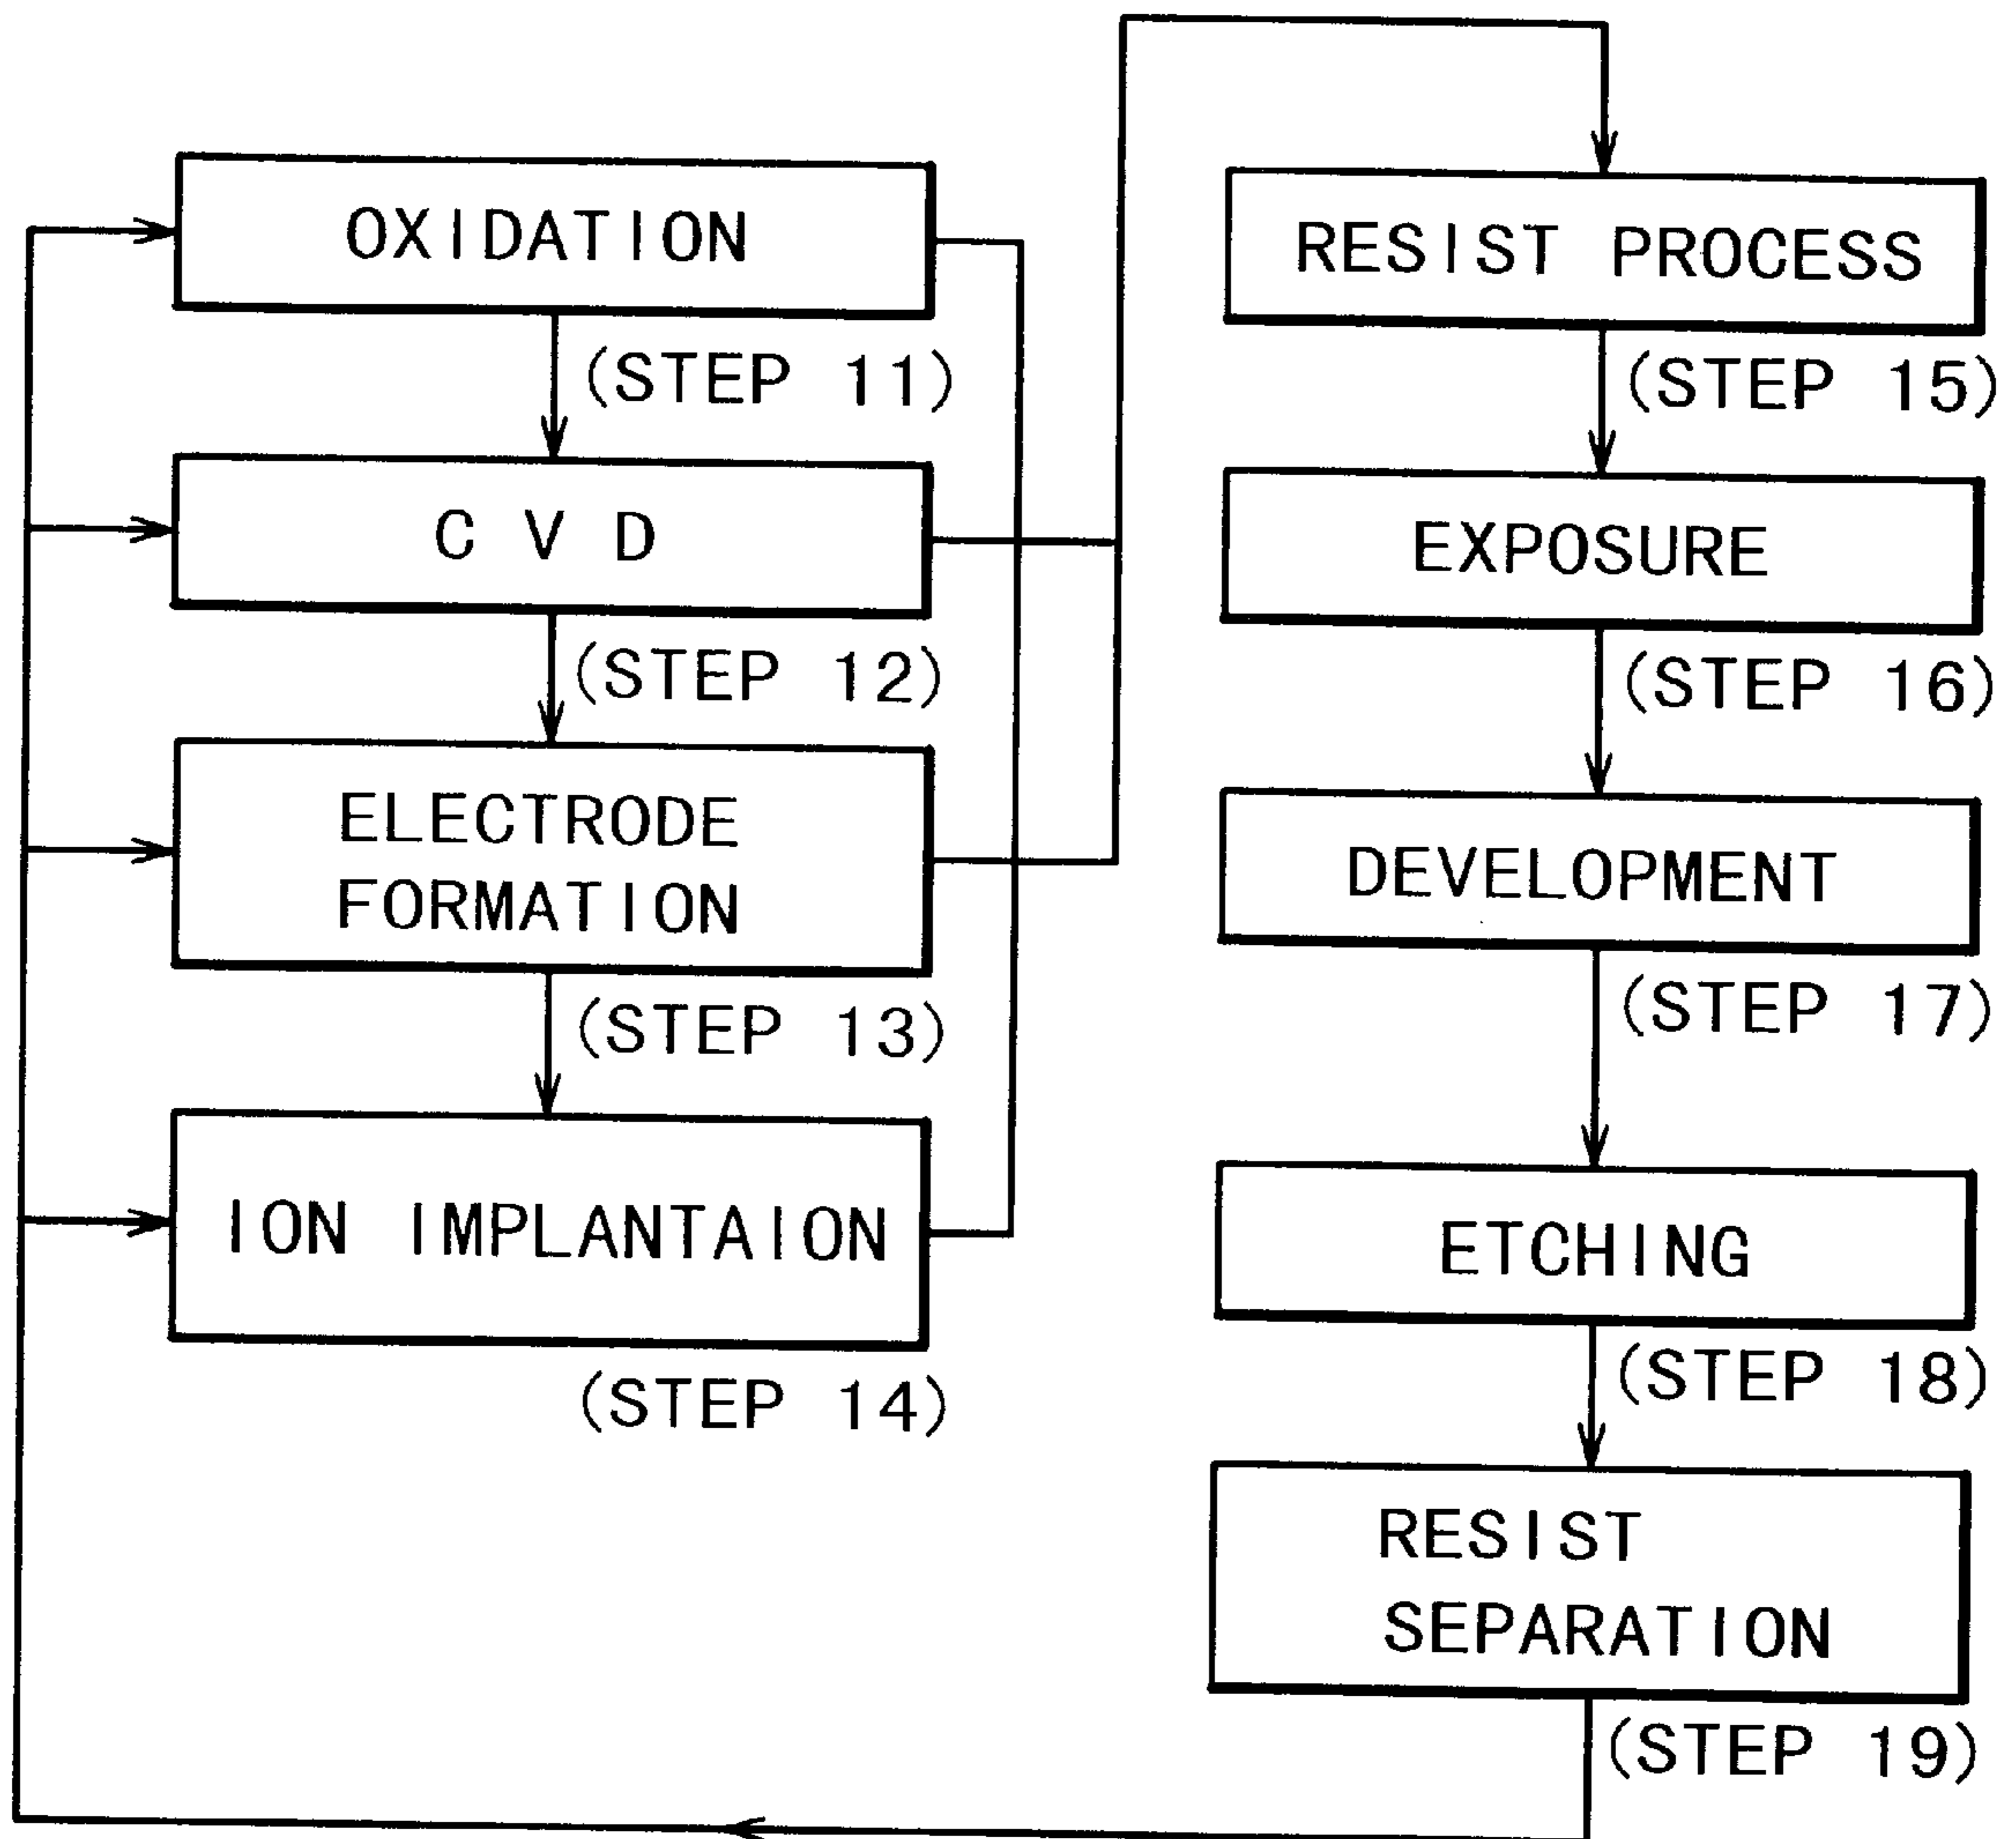 OXIDATION
(STEP 11)
C V D
(STEP 12)
ELECTRODE
FORMATION
(STEP 13)
ION IMPLANTAION
(STEP 14)
RESIST PROCESS
(STEP 15)
EXPOSURE
(STEP 16)
DEVELOPMENT
(STEP 17)
ETCHING
(STEP 18)
RESIST
SEPARATION
(STEP 19)